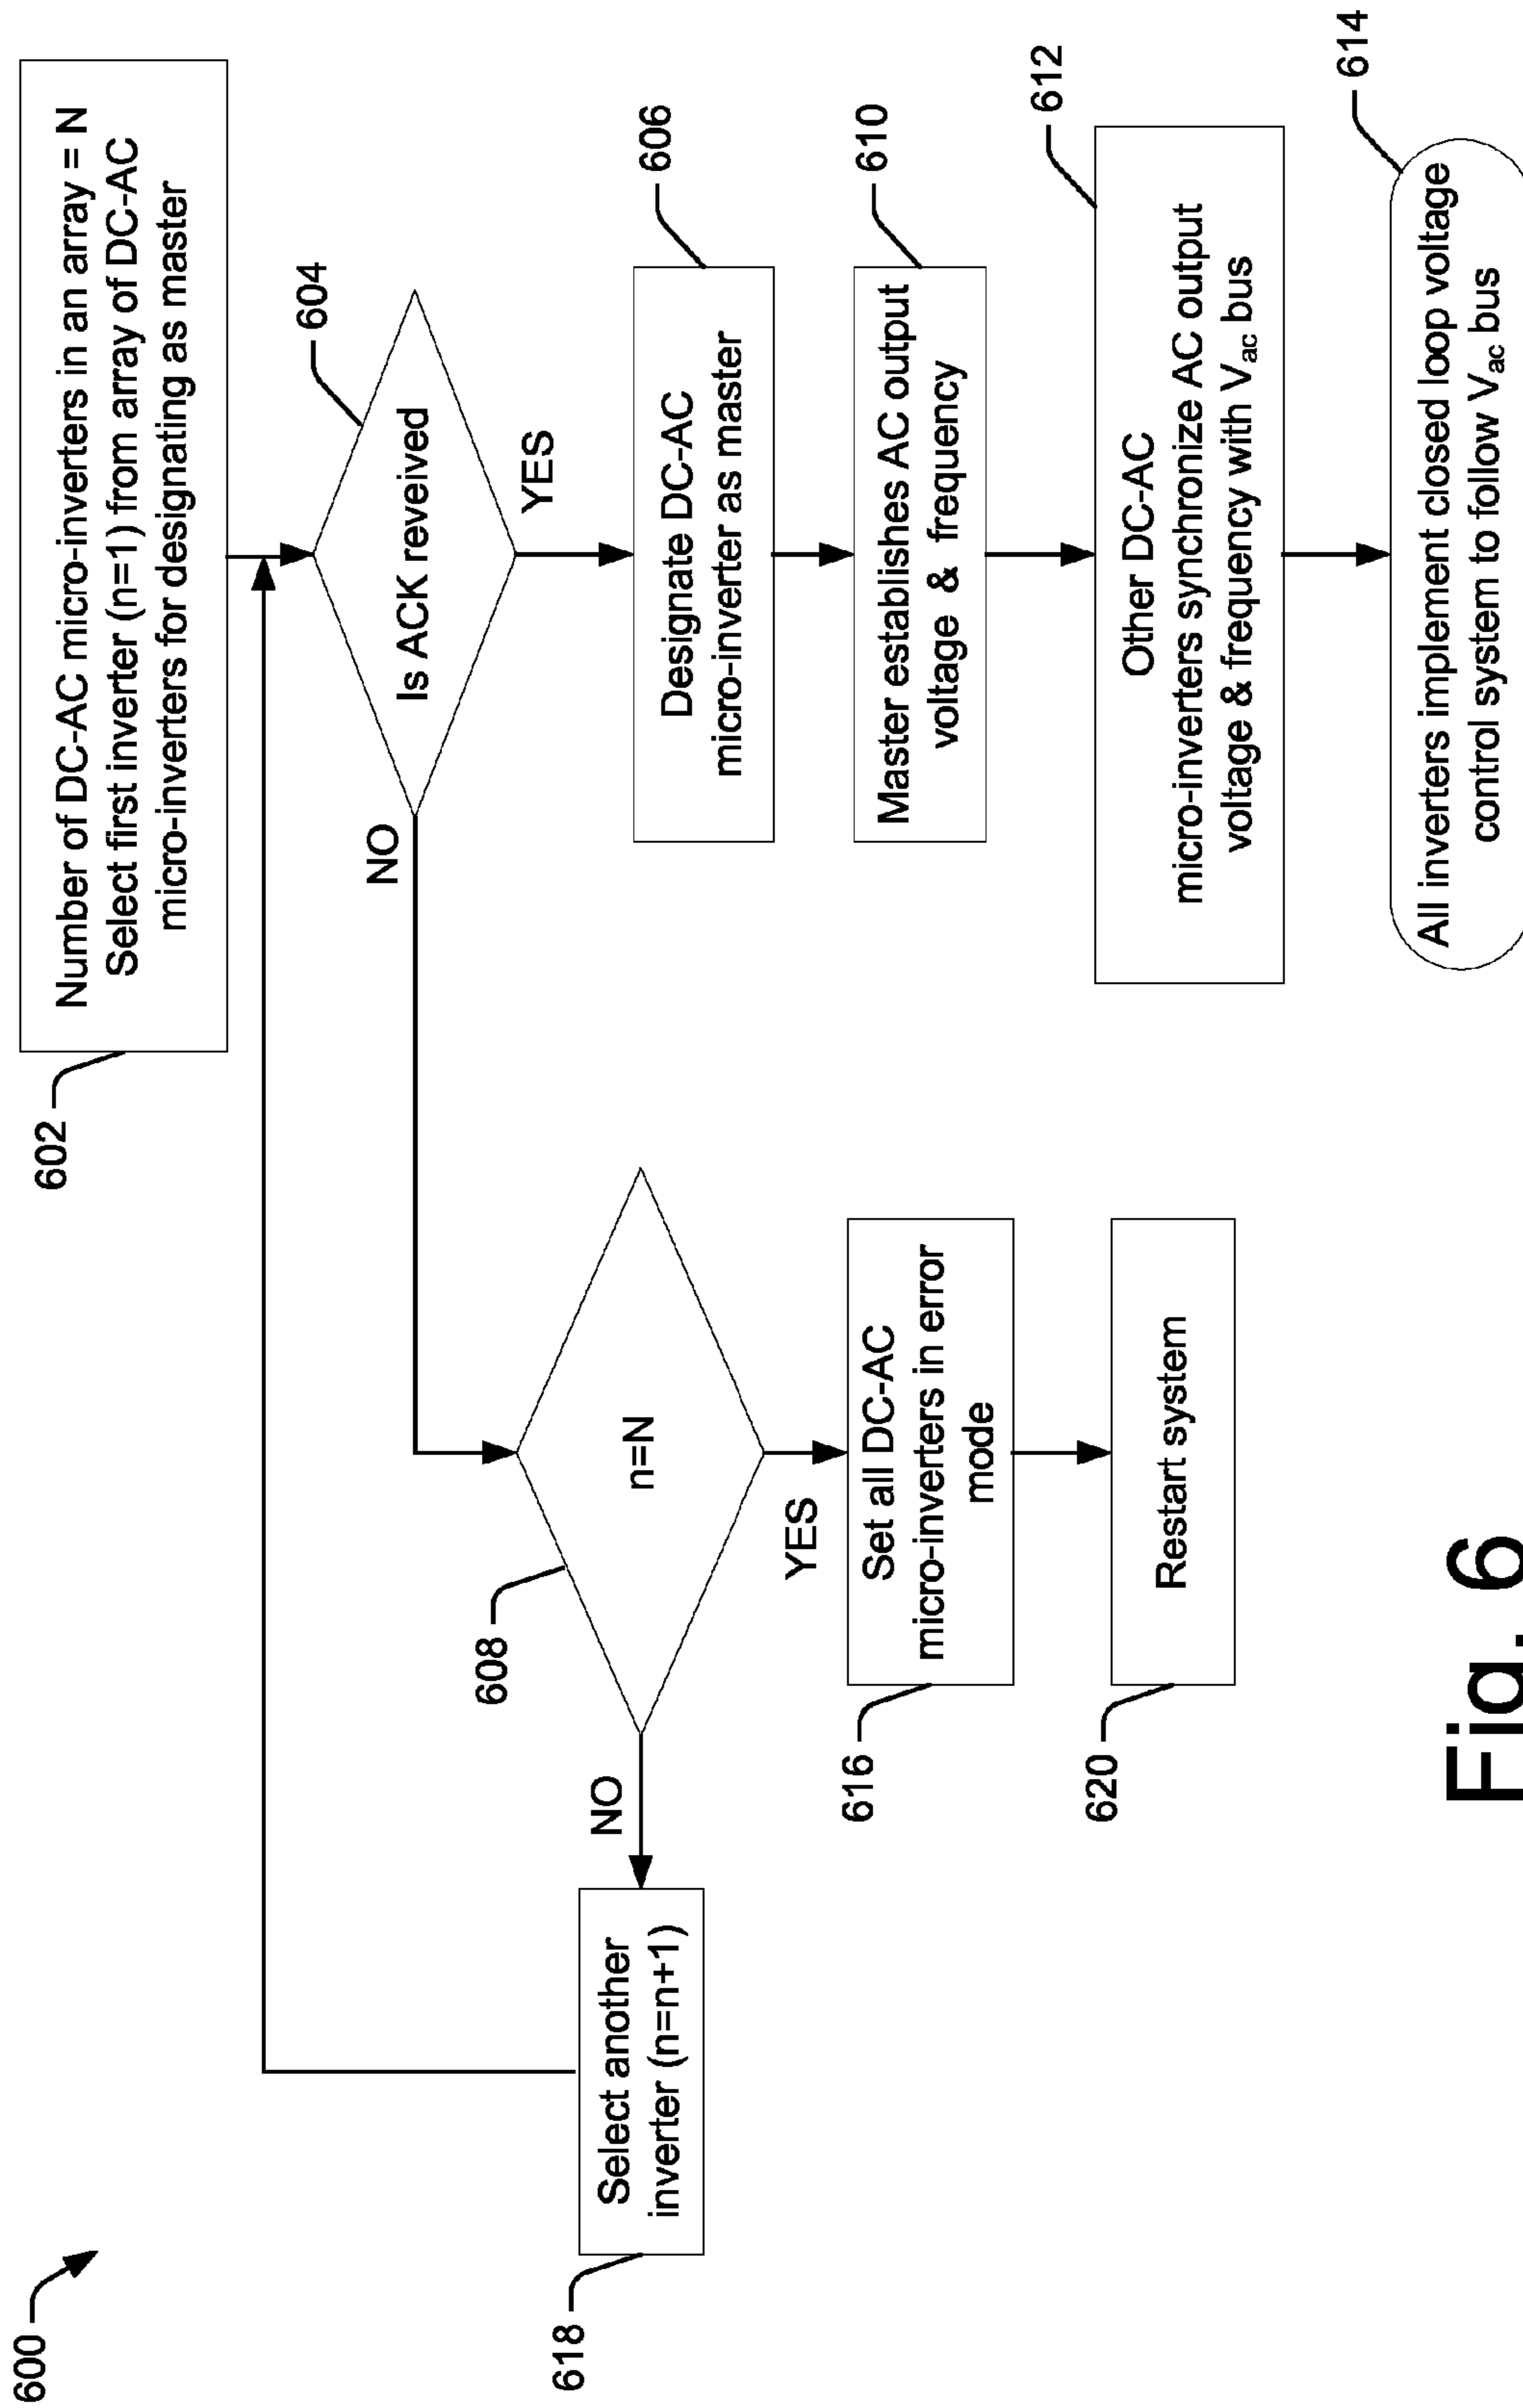 600
602
Number of DC-AC micro-inverters in an array = N
Select first inverter (n=1) from array of DC-AC
micro-inverters for designating as master
604
Is ACK reveived
NO
YES
606
Designate DC-AC
micro-inverter as master
608
n=N
NO
YES
618
Select another
inverter (n=n+1)
610
Master establishes AC output
voltage & frequency
616
Set all DC-AC
micro-inverters in error
mode
612
Other DC-AC
micro-inverters synchronize AC output
voltage & frequency with Vac bus
620
Restart system
614
All inverters implement closed loop voltage
control system to follow Vac bus
Fig. 6